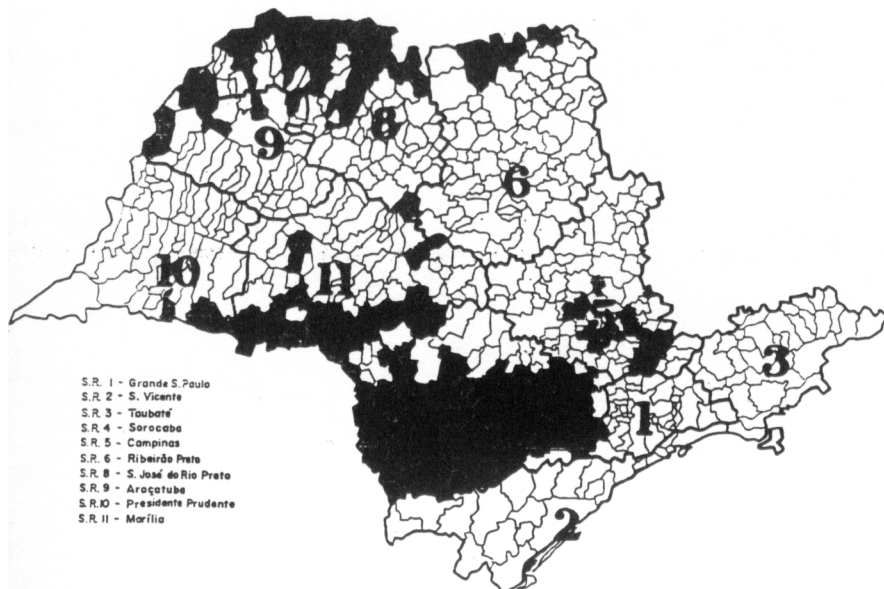 9
8
6
10
11
5
3
1
2
S.R. 1 - Grande S.Paulo
S.R. 2 - S. Vicente
S.R. 3 - Taubaté
S.R. 4 - Sorocaba
S.R. 5 - Campinas
S.R. 6 - Ribeirão Preto
S.R. 8 - S. José do Rio Preto
S.R. 9 - Araçatuba
S.R.10 - Presidente Prudente
S.R. 11 - Marília